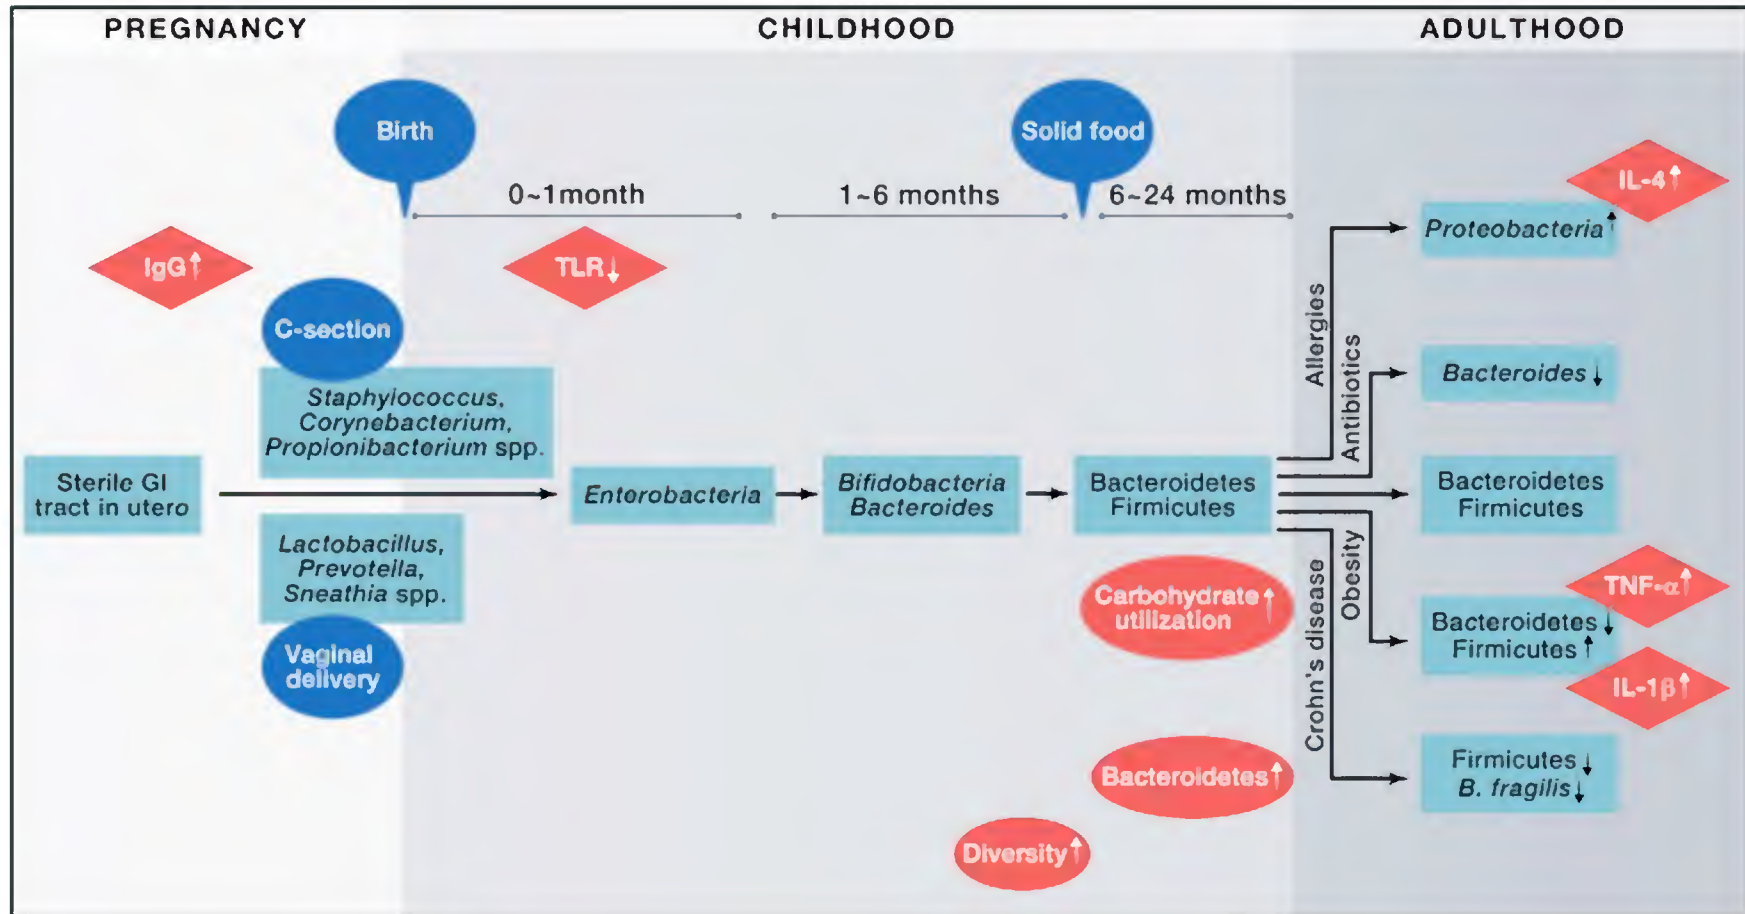 PREGNANCY
CHILDHOOD
ADULTHOOD
Birth
Solid food
0~1month
1~6 months
6~24 months
IgG↑
TLR↓
IL-4↑
Proteobacteria↑
C-section
Staphylococcus,
Corynebacterium,
Propionibacterium spp.
Sterile GI
tract in utero
Lactobacillus,
Prevotella,
Sneathia spp.
Vaginal
delivery
Enterobacteria
Bifidobacteria
Bacteroides
Bacteroidetes
Firmicutes
Carbohydrate↑
utilization
Bacteroidetes↑
Diversity↑
Allergies
Antibiotics
Obesity
Crohn's disease
Bacteroides↓
Bacteroidetes
Firmicutes
TNF-α↑
Bacteroidetes↓
Firmicutes↑
IL-1β↑
Firmicutes↓
B. fragilis↓